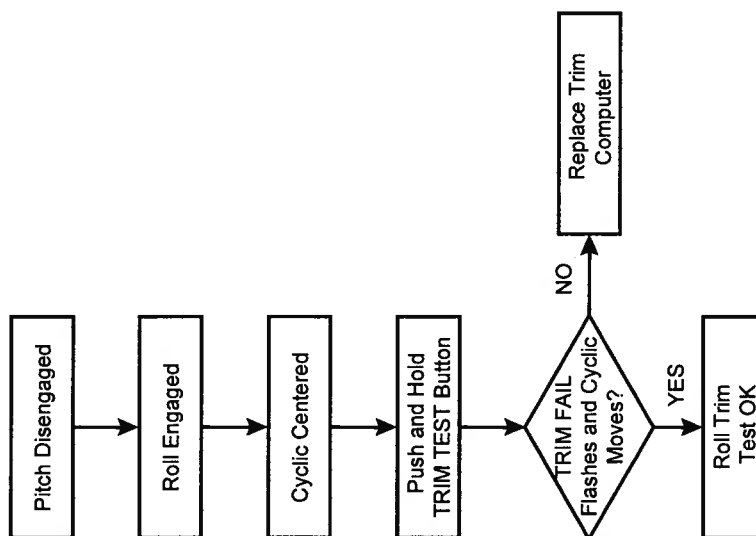 Pitch Disengaged
Roll Engaged
Cyclic Centered
Push and Hold
TRIM TEST Button
TRIM FAIL
Flashes and Cyclic
Moves?
NO
Replace Trim
Computer
YES
Roll Trim
Test OK